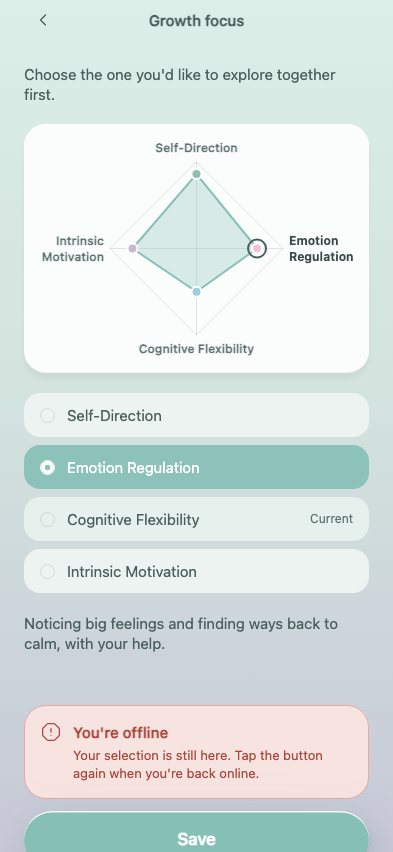 Growth focus
Choose the one you'd like to explore together
first.
Self-Direction
Intrinsic
Motivation
Emotion
Regulation
Cognitive Flexibility
Self-Direction
Emotion Regulation
Cognitive Flexibility Current
Intrinsic Motivation
Noticing big feelings and finding ways back to
calm, with your help.
You're offline
Your selection is still here. Tap the button
again when you're back online.
Save